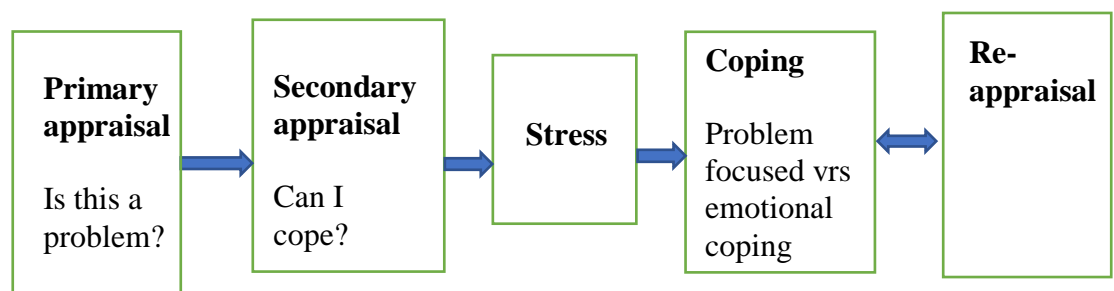 Primary
appraisal
Is this a
problem?
Secondary
appraisal
Can I
cope?
Stress
Coping
Problem
focused vrs
emotional
coping
Re-
appraisal